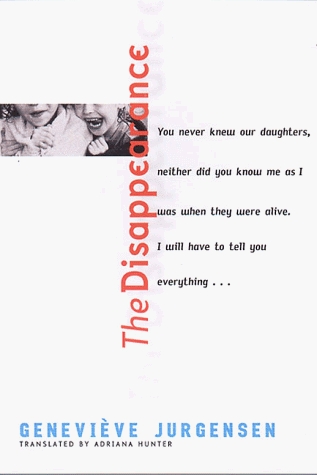 The Disappearance
You never knew our daughters,
neither did you know me as I
was when they were alive.
I will have to tell you
everything . . .
GENEVIÈVE JURGENSEN
TRANSLATED BY ADRIANA HUNTER